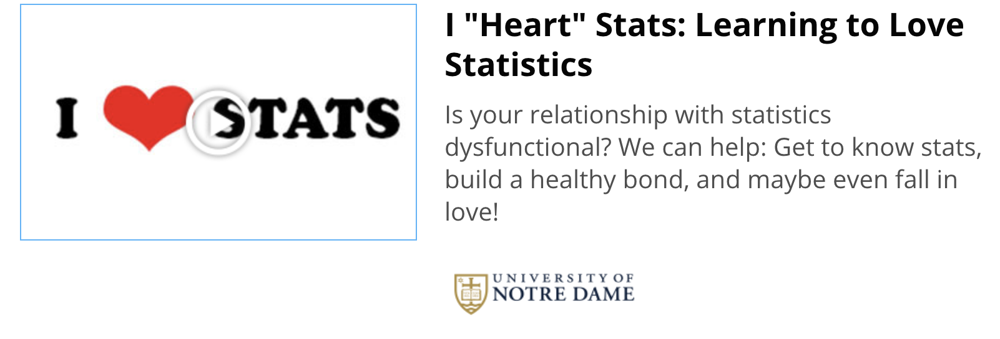 I STATS
I "Heart" Stats: Learning to Love
Statistics
Is your relationship with statistics
dysfunctional? We can help: Get to know stats,
build a healthy bond, and maybe even fall in
love!
UNIVERSITY OF
NOTRE DAME